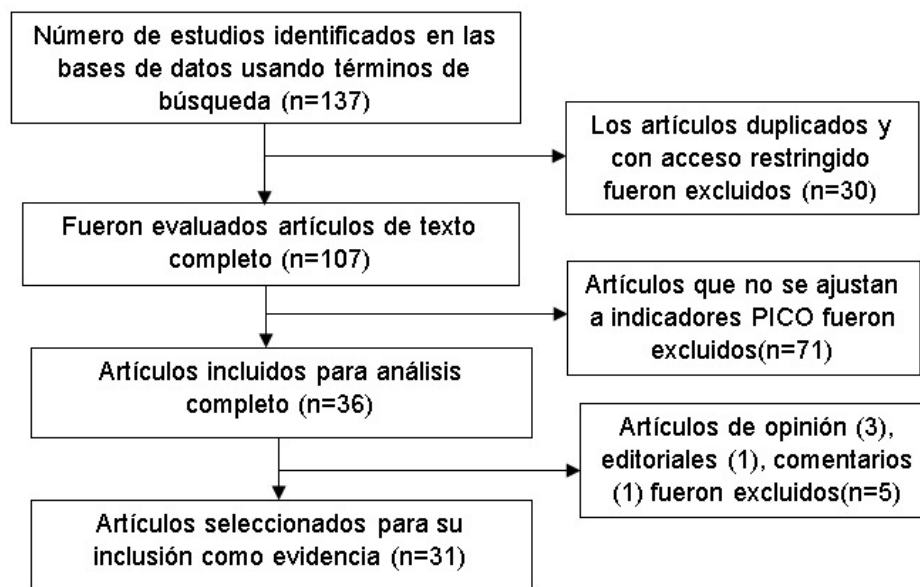 Número de estudios identificados en las
bases de datos usando términos de
búsqueda (n=137)
Los artículos duplicados y
con acceso restringido
fueron excluidos (n=30)
Fueron evaluados artículos de texto
completo (n=107)
Artículos que no se ajustan
a indicadores PICO fueron
excluidos(n=71)
Artículos incluidos para análisis
completo (n=36)
Artículos de opinión (3),
editoriales (1), comentarios
(1) fueron excluidos(n=5)
Artículos seleccionados para su
inclusión como evidencia (n=31)